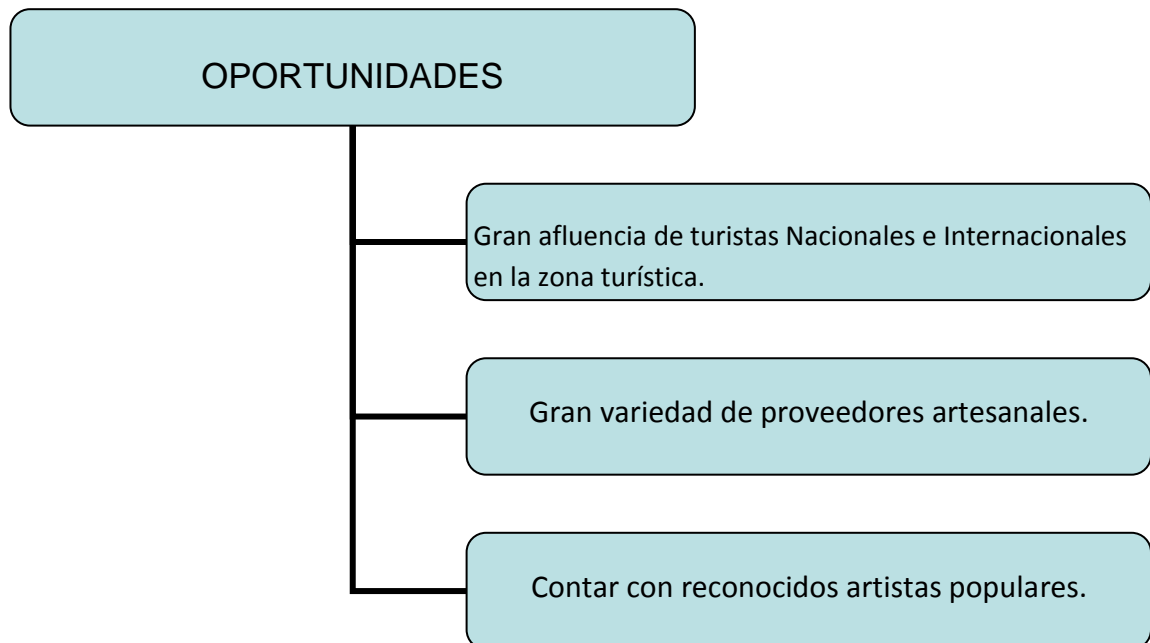 OPORTUNIDADES
Gran afluencia de turistas Nacionales e Internacionales
en la zona turística.
Gran variedad de proveedores artesanales.
Contar con reconocidos artistas populares.